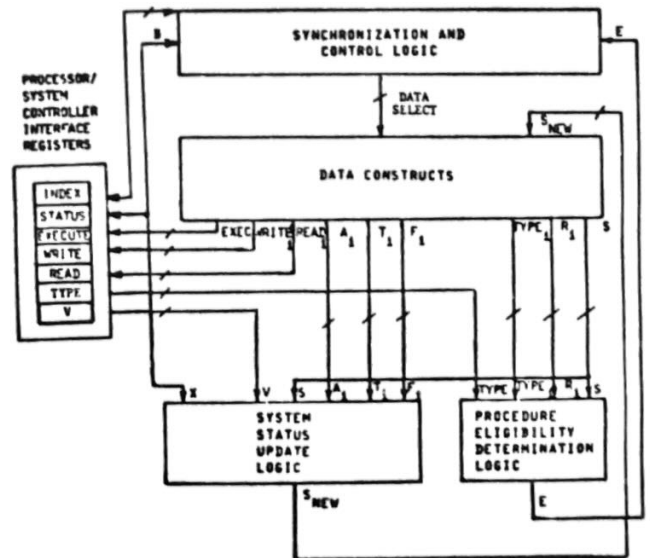 SYNCHRONIZATION AND
CONTROL LOGIC
B
E
PROCESSOR/
SYSTEM
CONTROLLER
INTERFACE
REGISTERS
DATA
SELECT
S NEW
DATA CONSTRUCTS
INDEX
STATUS
EXECUTE
WRITE
READ
TYPE
V
EXEC WRITE i READ i A i T i F i TYPE i R i S
X V S A i T i F i TYPE TYPE i R i S
SYSTEM
STATUS
UPDATE
LOGIC
PROCEDURE
ELIGIBILITY
DETERMINATION
LOGIC
S NEW
E